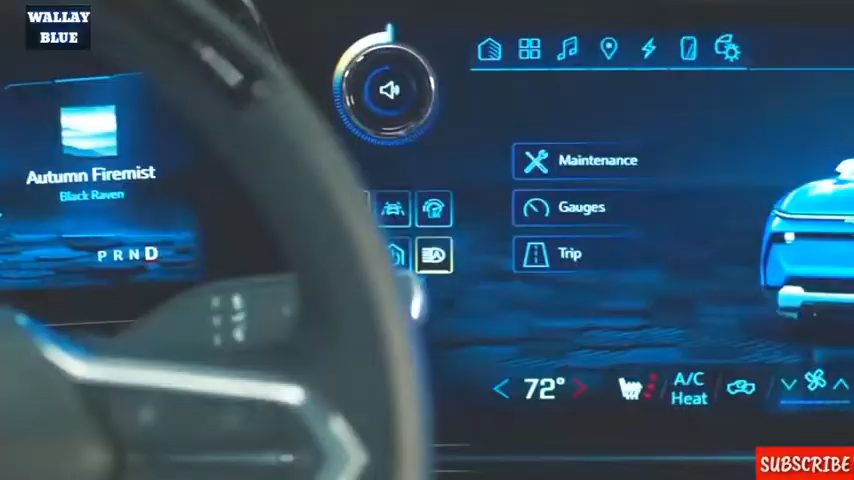 WALLAY
BLUE
Autumn Firemist
Black Raven
P R N D
Maintenance
Gauges
Trip
A
72°
A/C
Heat
SUBSCRIBE